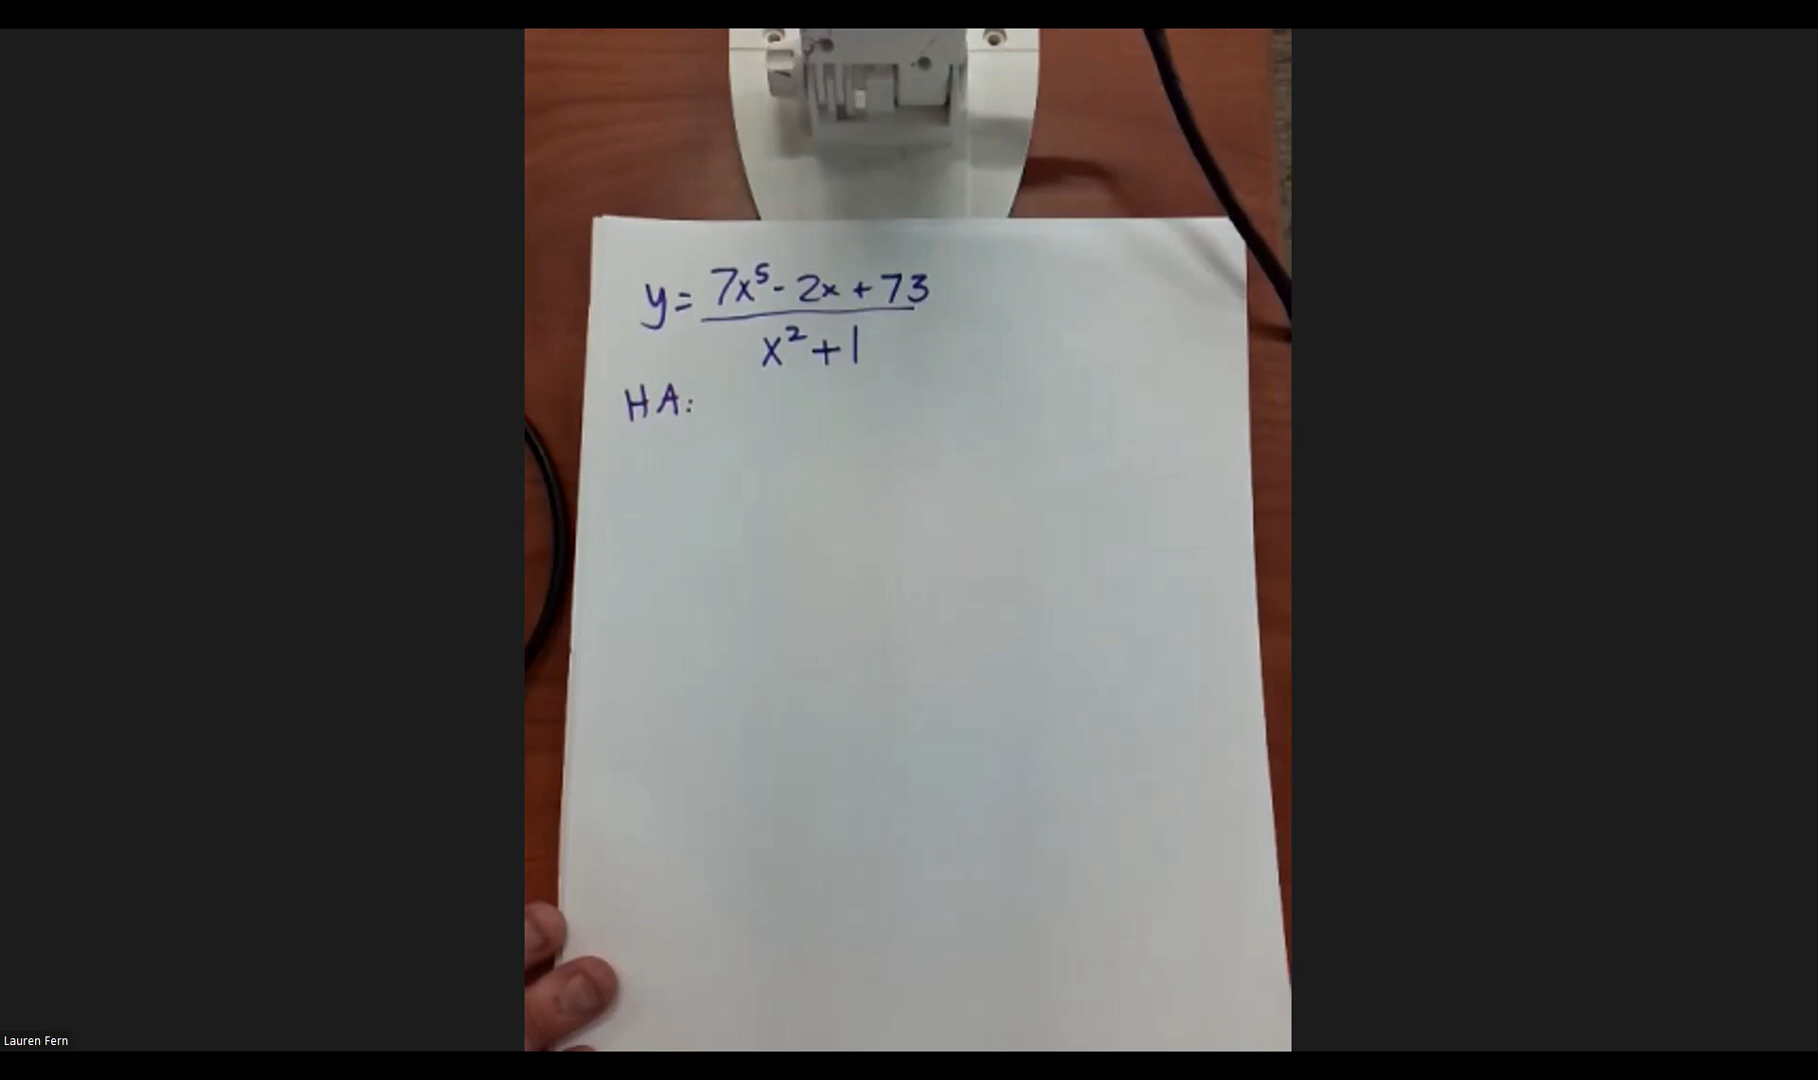 y = 7x⁵ - 2x + 73
x² + 1
HA:
Lauren Fern